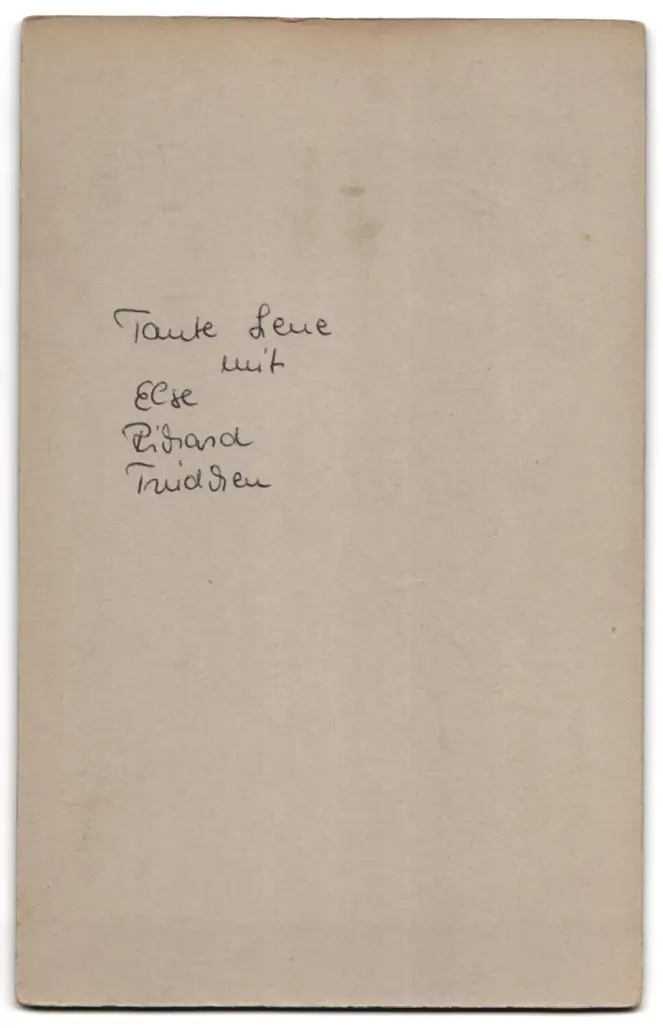 Tante Lene
mit
Else
Richard
Trudchen